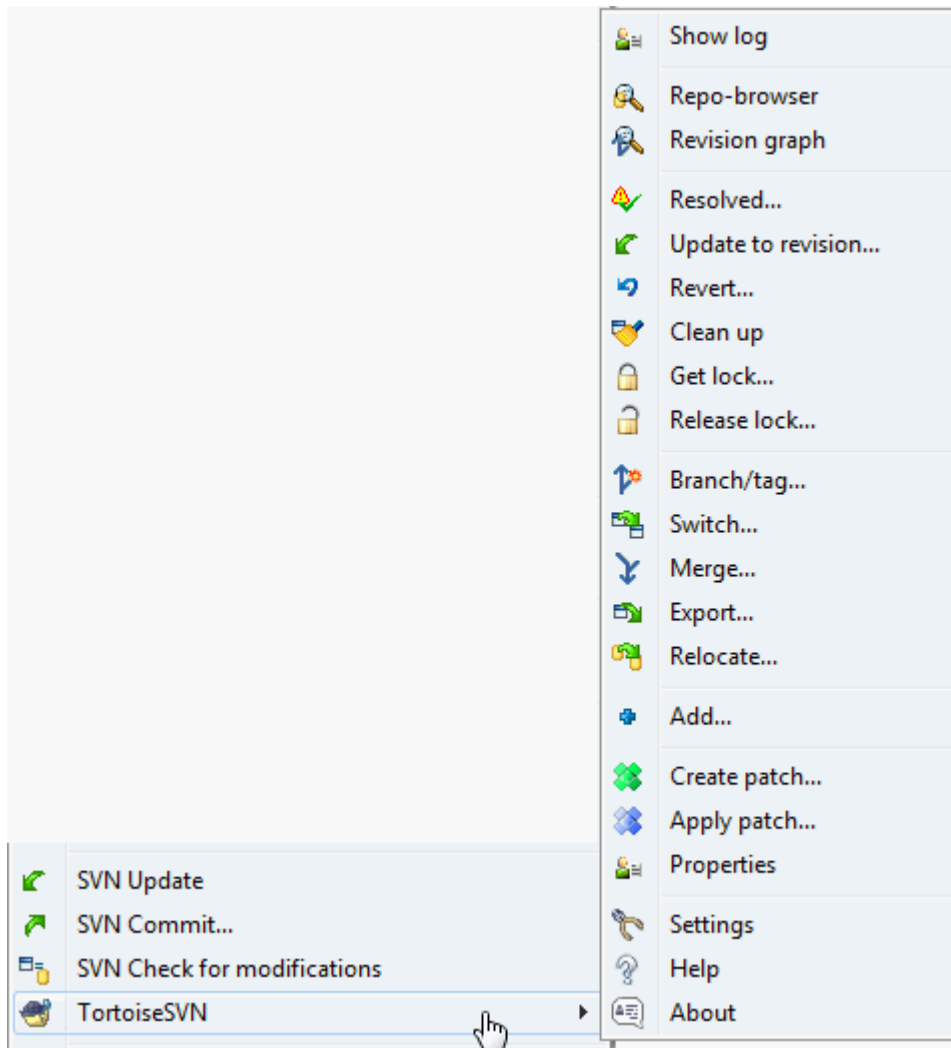 Show log
Repo-browser
Revision graph
Resolved...
Update to revision...
Revert...
Clean up
Get lock...
Release lock...
Branch/tag...
Switch...
Merge...
Export...
Relocate...
Add...
Create patch...
Apply patch...
Properties
Settings
Help
About
SVN Update
SVN Commit...
SVN Check for modifications
TortoiseSVN